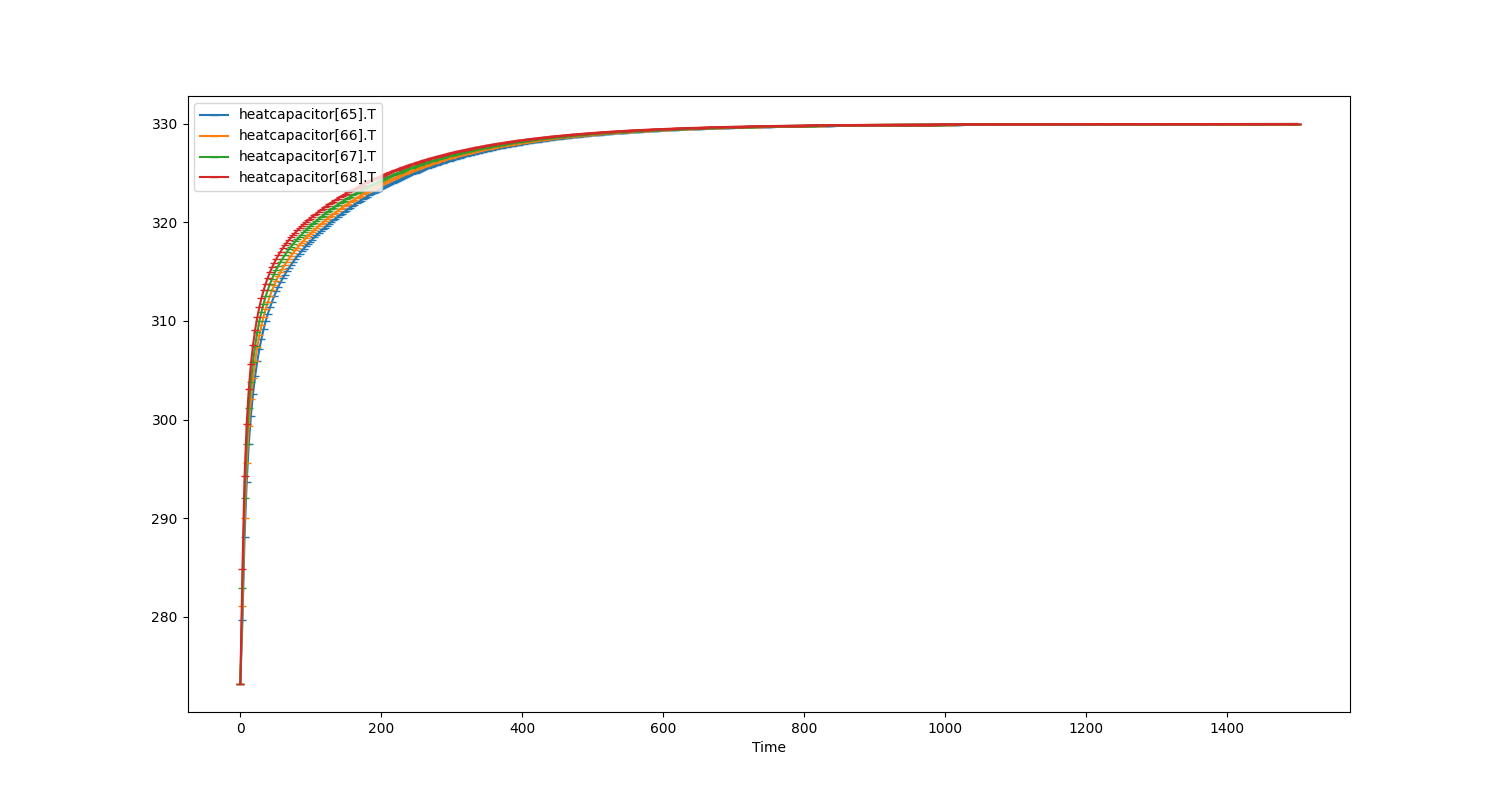 heatcapacitor[65].T
heatcapacitor[66].T
heatcapacitor[67].T
heatcapacitor[68].T
330
320
310
300
290
280
0 200 400 600 800 1000 1200 1400
Time